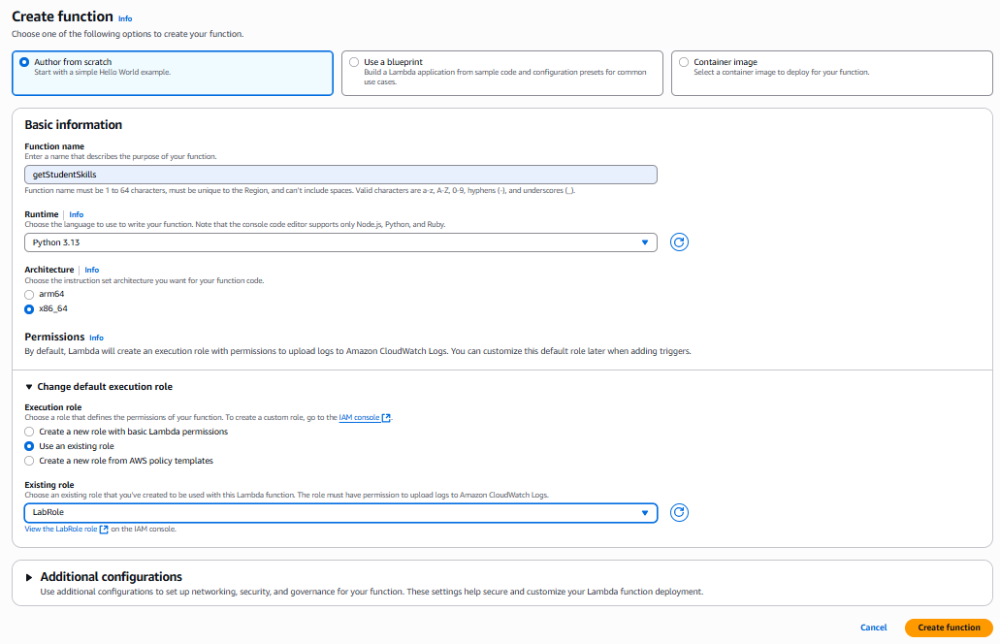 Create function Info
Choose one of the following options to create your function.
Author from scratch
Start with a simple Hello World example.
Use a blueprint
Build a Lambda application from sample code and configuration presets for common
use cases.
Container image
Select a container image to deploy for your function.
Basic information
Function name
Enter a name that describes the purpose of your function.
getStudentSkills
Function name must be 1 to 64 characters, must be unique to the Region, and can't include spaces. Valid characters are a-z, A-Z, 0-9, hyphens (-), and underscores (_).
Runtime Info
Choose the language to use to write your function. Note that the console code editor supports only Node.js, Python, and Ruby.
Python 3.13
Architecture Info
Choose the instruction set architecture you want for your function code.
arm64
x86_64
Permissions Info
By default, Lambda will create an execution role with permissions to upload logs to Amazon CloudWatch Logs. You can customize this default role later when adding triggers.
Change default execution role
Execution role
Choose a role that defines the permissions of your function. To create a custom role, go to the IAM console.
Create a new role with basic Lambda permissions
Use an existing role
Create a new role from AWS policy templates
Existing role
Choose an existing role that you've created to be used with this Lambda function. The role must have permission to upload logs to Amazon CloudWatch Logs.
LabRole
View the LabRole role on the IAM console.
Additional configurations
Use additional configurations to set up networking, security, and governance for your function. These settings help secure and customize your Lambda function deployment.
Cancel
Create function